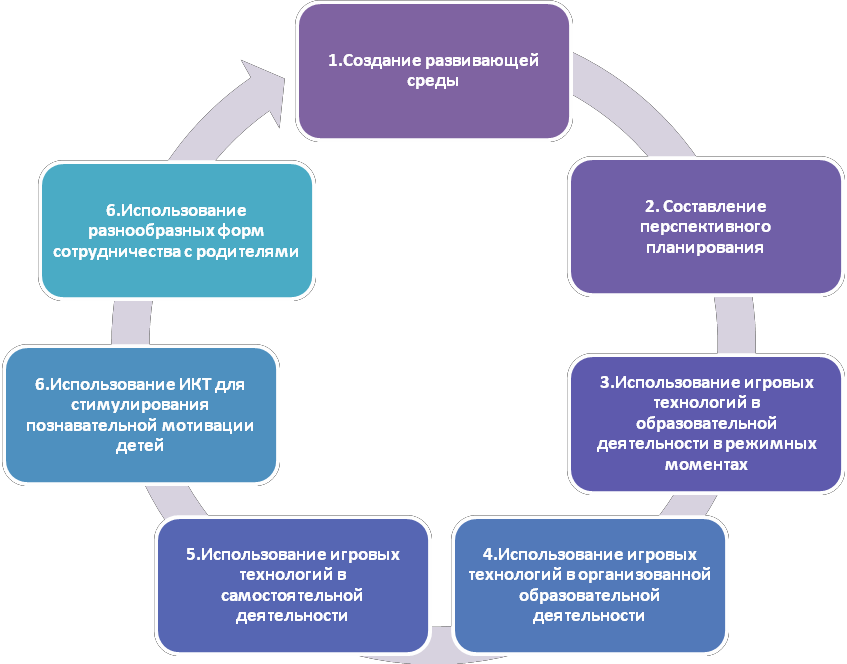 1.Создание развивающей
среды
2. Составление
перспективного
планирования
3.Использование игровых
технологий в
образовательной
деятельности в режимных
моментах
4.Использование игровых
технологий в организованной
образовательной
деятельности
5.Использование игровых
технологий в
самостоятельной
деятельности
6.Использование ИКТ для
стимулирования
познавательной мотивации
детей
6.Использование
разнообразных форм
сотрудничества с родителями